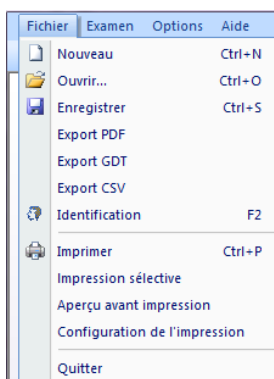 Fichier Examen Options Aide
Nouveau Ctrl+N
Ouvrir... Ctrl+O
Enregistrer Ctrl+S
Export PDF
Export GDT
Export CSV
Identification F2
Imprimer Ctrl+P
Impression sélective
Aperçu avant impression
Configuration de l'impression
Quitter